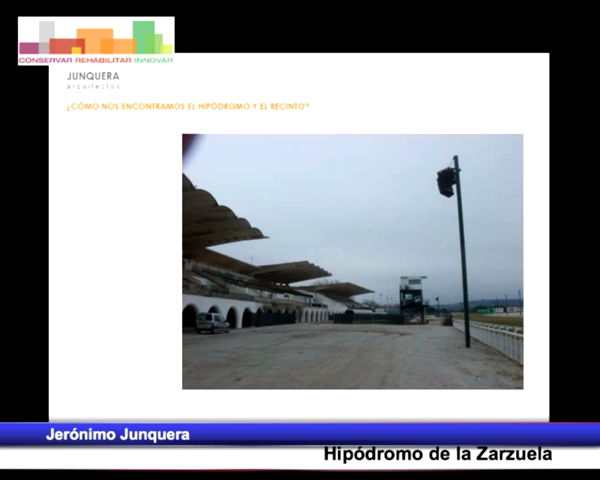 CONSERVAR REHABILITAR INNOVAR
JUNQUERA
arquitectos
¿CÓMO NOS ENCONTRAMOS EL HIPÓDROMO Y EL RECINTO?
Jerónimo Junquera
Hipódromo de la Zarzuela